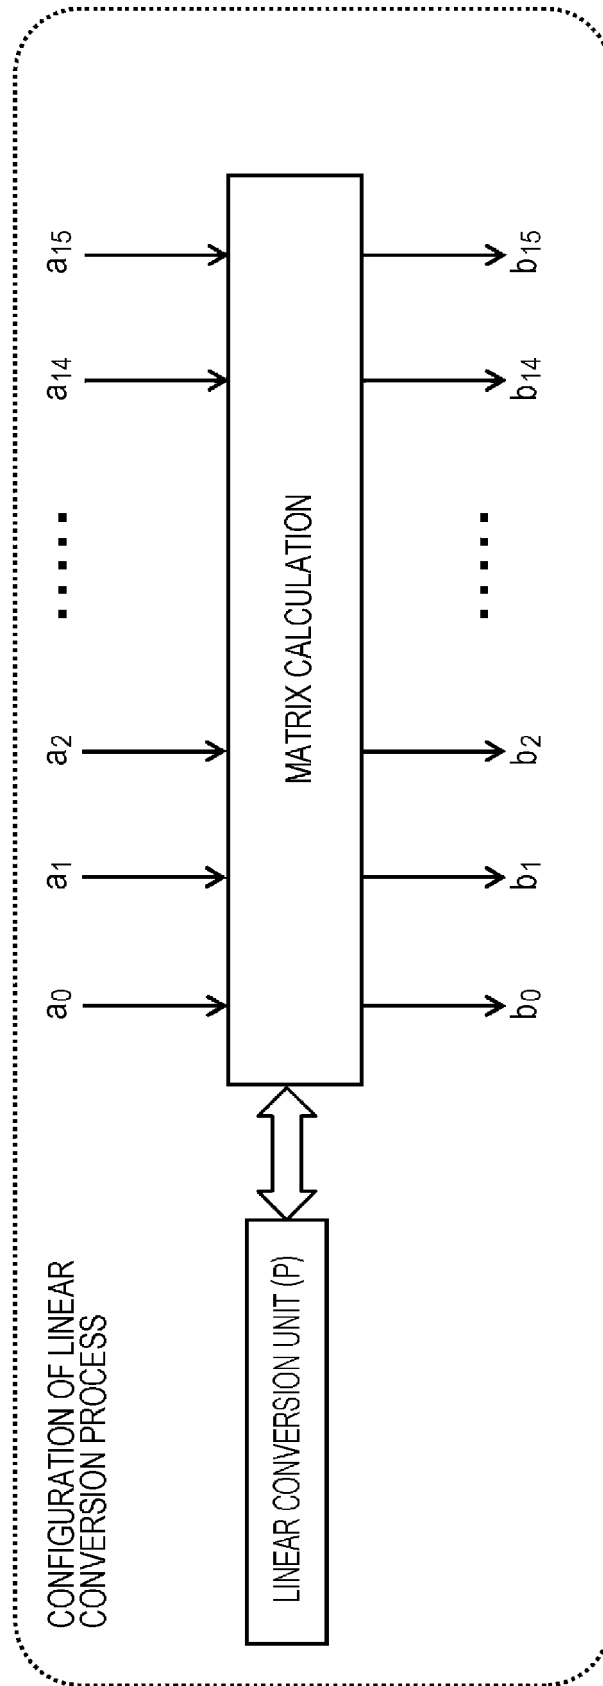 CONFIGURATION OF LINEAR
CONVERSION PROCESS
a0 a1 a2 ..... a14 a15
LINEAR CONVERSION UNIT (P)
MATRIX CALCULATION
b0 b1 b2 ..... b14 b15